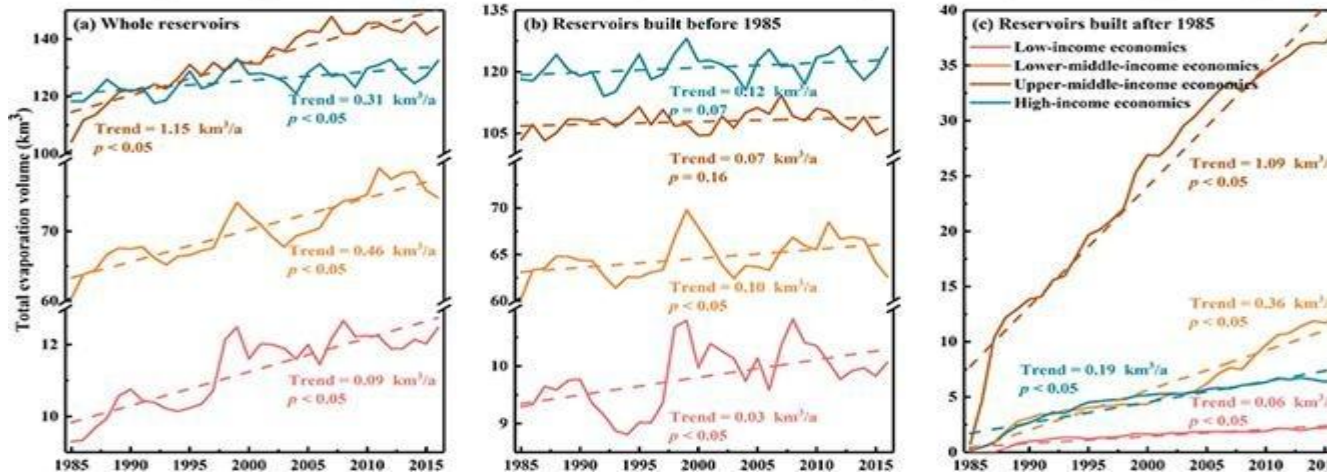 Total evaporation volume (km³)
(a) Whole reservoirs
140
120
100
70
60
12
10
Trend = 0.31 km³/a
p < 0.05
Trend = 1.15 km³/a
p < 0.05
Trend = 0.46 km³/a
p < 0.05
Trend = 0.09 km³/a
p < 0.05
1985 1990 1995 2000 2005 2010 2015
(b) Reservoirs built before 1985
135
120
105
70
65
60
10
9
Trend = 0.12 km³/a
p = 0.07
Trend = 0.07 km³/a
p = 0.16
Trend = 0.10 km³/a
p < 0.05
Trend = 0.03 km³/a
p < 0.05
1985 1990 1995 2000 2005 2010 2015
(c) Reservoirs built after 1985
Low-income economics
Lower-middle-income economics
Upper-middle-income economics
High-income economics
40
35
30
25
20
15
10
5
0
Trend = 1.09 km³/a
p < 0.05
Trend = 0.36 km³/a
p < 0.05
Trend = 0.19 km³/a
p < 0.05
Trend = 0.06 km³/a
p < 0.05
1985 1990 1995 2000 2005 2010 2015